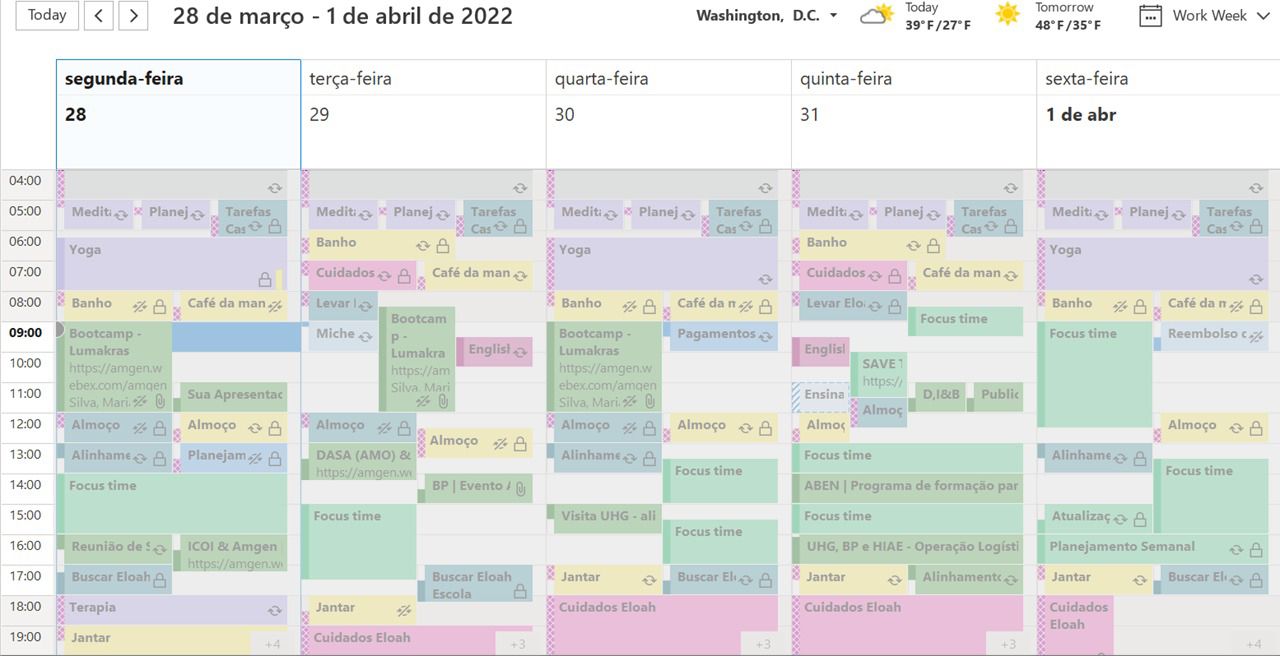 Today
28 de março - 1 de abril de 2022
Washington, D.C.
Today
39°F/27°F
Tomorrow
48°F/35°F
Work Week
segunda-feira
terça-feira
quarta-feira
quinta-feira
sexta-feira
28
29
30
31
1 de abr
04:00
05:00
06:00
07:00
08:00
09:00
10:00
11:00
12:00
13:00
14:00
15:00
16:00
17:00
18:00
19:00
Medit
Planej
Tarefas
Cas
Yoga
Banho
Café da man
Bootcamp -
Lumakras
https://amgen.w
ebex.com/amgen
Silva, Mari
Sua Apresentac
Almoço
Almoço
Alinhame
Planejam
Focus time
Reunião de S
ICOI & Amgen
https://amgen.we
Buscar Eloah
Terapia
Jantar
+4
Medit
Planej
Tarefas
Cas
Banho
Cuidados
Café da man
Levar l
Miche
Bootcam
p -
Lumakra
https://
amgen.w
Silva, Mari
Englisl
Almoço
Almoço
DASA (AMO) &
https://amgen.we
BP | Evento
Focus time
Buscar Eloah
Escola
Jantar
Cuidados Eloah
+3
Medit
Planej
Tarefas
Cas
Yoga
Banho
Café da m
Bootcamp -
Lumakras
https://amgen.w
ebex.com/amgen
Silva, Mari
Pagamentos
Almoço
Almoço
Alinhame
Focus time
Visita UHG - ali
Focus time
Jantar
Buscar El
Cuidados Eloah
+3
Medit
Planej
Tarefas
Cas
Banho
Cuidados
Café da man
Levar Elo
Focus time
Englisl
SAVE T
https:/
Ensina
D,I&B
Public
Almoç
Almoç
Focus time
ABEN | Programa de formação par
Focus time
UHG, BP e HIAE - Operação Logísti
Jantar
Alinhament
Cuidados Eloah
+3
Medit
Planej
Tarefas
Cas
Yoga
Banho
Café da m
Focus time
Reembolso c
Almoço
Alinhame
Focus time
Atualizaç
Planejamento Semanal
Jantar
Buscar El
Cuidados
Eloah
+4